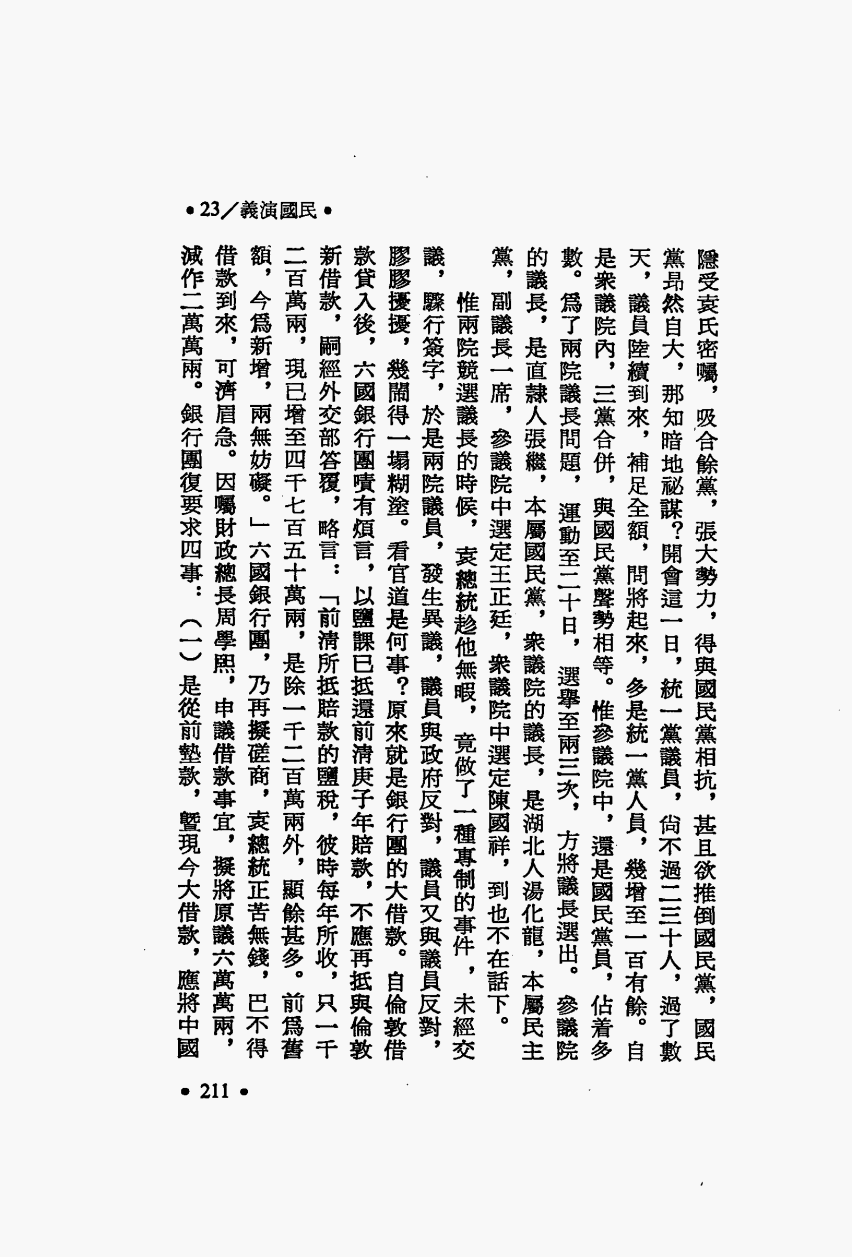 •23/義演國民•
隱受袁氏密囑，吸合餘黨，張大勢力，得與國民黨相抗，甚且欲推倒國民黨，國民
黨昻然自大，那知暗地祕謀？開會這一日，統一黨議員，尙不過二三十人，過了數
天，議員陸續到來，補足全額，問將起來，多是統一黨人員，幾增至一百有餘。自
是衆議院內，三黨合併，與國民黨聲勢相等。惟參議院中，還是國民黨員，佔着多
數。爲了兩院議長問題，運動至二十日，選舉至兩三次，方將議長選出。參議院
的議長，是直隸人張繼，本屬國民黨，衆議院的議長，是湖北人湯化龍，本屬民主
黨，副議長一席，參議院中選定王正廷，衆議院中選定陳國祥，到也不在話下。
惟兩院競選議長的時候，袁總統趁他無暇，竟做了一種專制的事件，未經交
議，驟行簽字，於是兩院議員，發生異議，議員與政府反對，議員又與議員反對，
膠膠擾擾，幾鬧得一塌糊塗。看官道是何事？原來就是銀行團的大借款。自倫敦借
款貸入後，六國銀行團嘖有煩言，以鹽課已抵還前清庚子年賠款，不應再抵與倫敦
新借款，嗣經外交部答覆，略言：「前清所抵賠款的鹽稅，彼時每年所收，只一千
二百萬兩，現已增至四千七百五十萬兩，是除一千二百萬兩外，顯餘甚多。前爲舊
額，今爲新增，兩無妨礙。」六國銀行團，乃再擬磋商，袁總統正苦無錢，巴不得
借款到來，可濟眉急。因囑財政總長周學熙，申議借款事宜，擬將原議六萬萬兩，
減作二萬萬兩。銀行團復要求四事：（一）是從前墊款，曁現今大借款，應將中國
•211•